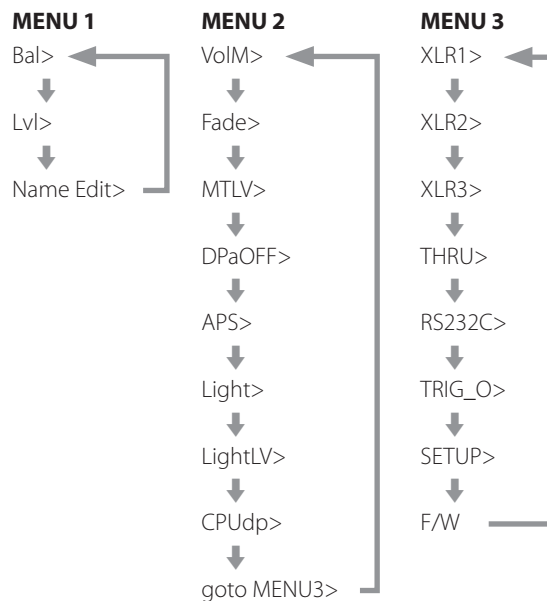 MENU 1
Bal>
Lvl>
Name Edit>
MENU 2
VolM>
Fade>
MTLV>
DPaOFF>
APS>
Light>
LightLV>
CPUdp>
goto MENU3>
MENU 3
XLR1>
XLR2>
XLR3>
THRU>
RS232C>
TRIG_O>
SETUP>
F/W